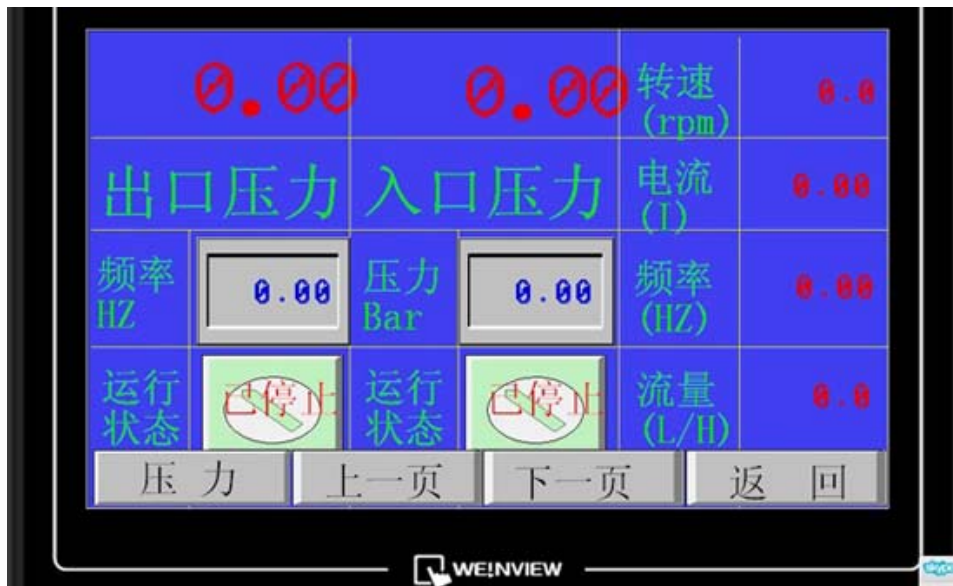 0.00 0.00 转速 0.0
(rpm)
出口压力 入口压力 电流 0.00
(I)
频率 0.00 压力 0.00 频率 0.00
HZ Bar (HZ)
运行 已停止 运行 已停止 流量 0.0
状态 状态 (L/H)
压 力 上一页 下一页 返 回
WE!NVIEW
skype